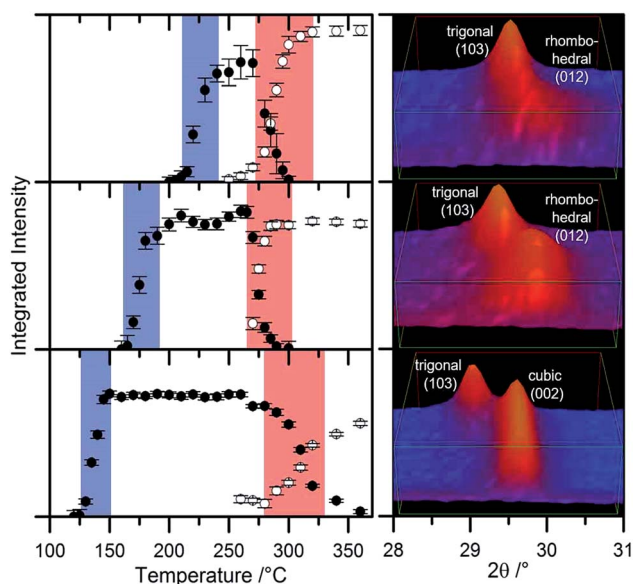 trigonal
(103)
rhombo-
hedral
(012)
trigonal
(103)
rhombo-
hedral
(012)
trigonal
(103)
cubic
(002)
Integrated Intensity
100 150 200 250 300 350
Temperature /°C
28 29 30 31
2θ /°